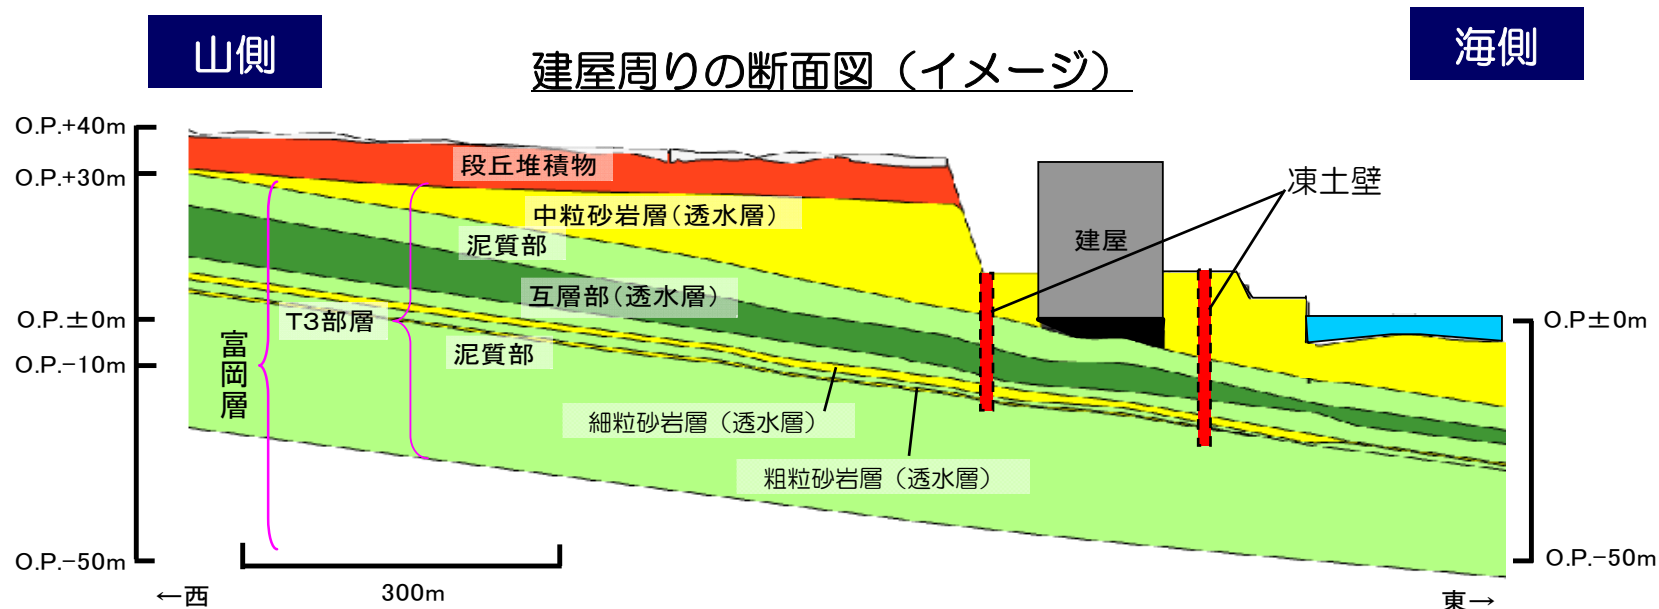 山側
建屋周りの断面図（イメージ）
海側
O.P.+40m
O.P.+30m
O.P.±0m
O.P.-10m
O.P.-50m
段丘堆積物
中粒砂岩層(透水層)
泥質部
互層部(透水層)
T3部層
泥質部
富岡層
細粒砂岩層（透水層）
粗粒砂岩層（透水層）
建屋
凍土壁
O.P±0m
O.P.-50m
←西
300m
東→